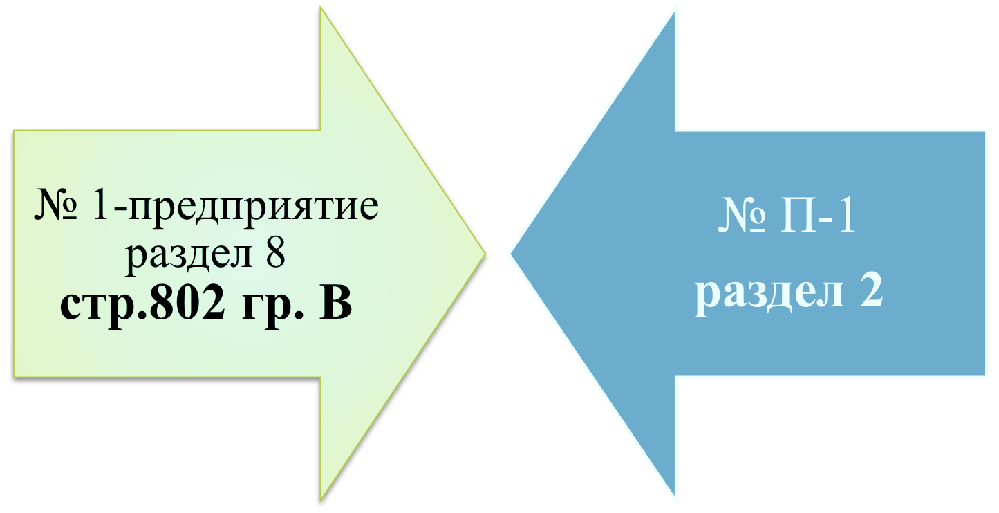 № 1-предприятие
раздел 8
стр.802 гр. В
№ П-1
раздел 2